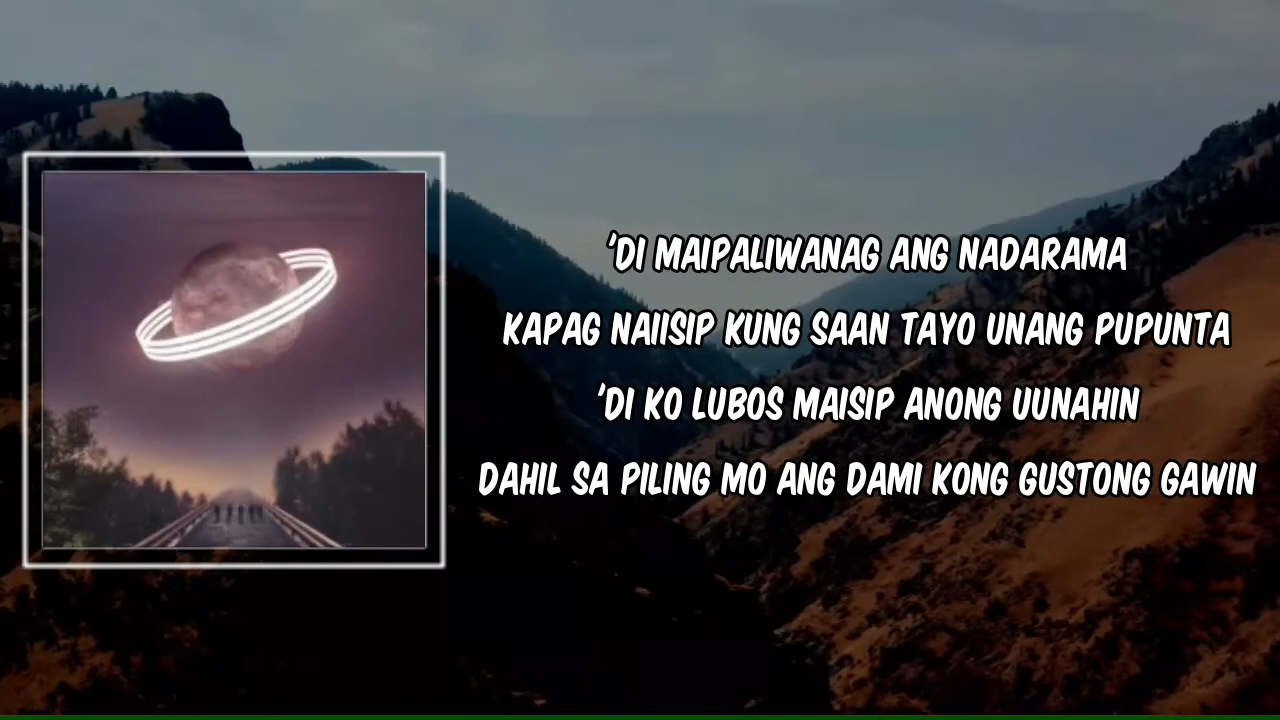 'DI MAIPALIWANAG ANG NADARAMA
KAPAG NAIISIP KUNG SAAN TAYO UNANG PUPUNTA
'DI KO LUBOS MAISIP ANONG UUNAHIN
DAHIL SA PILING MO ANG DAMI KONG GUSTONG GAWIN